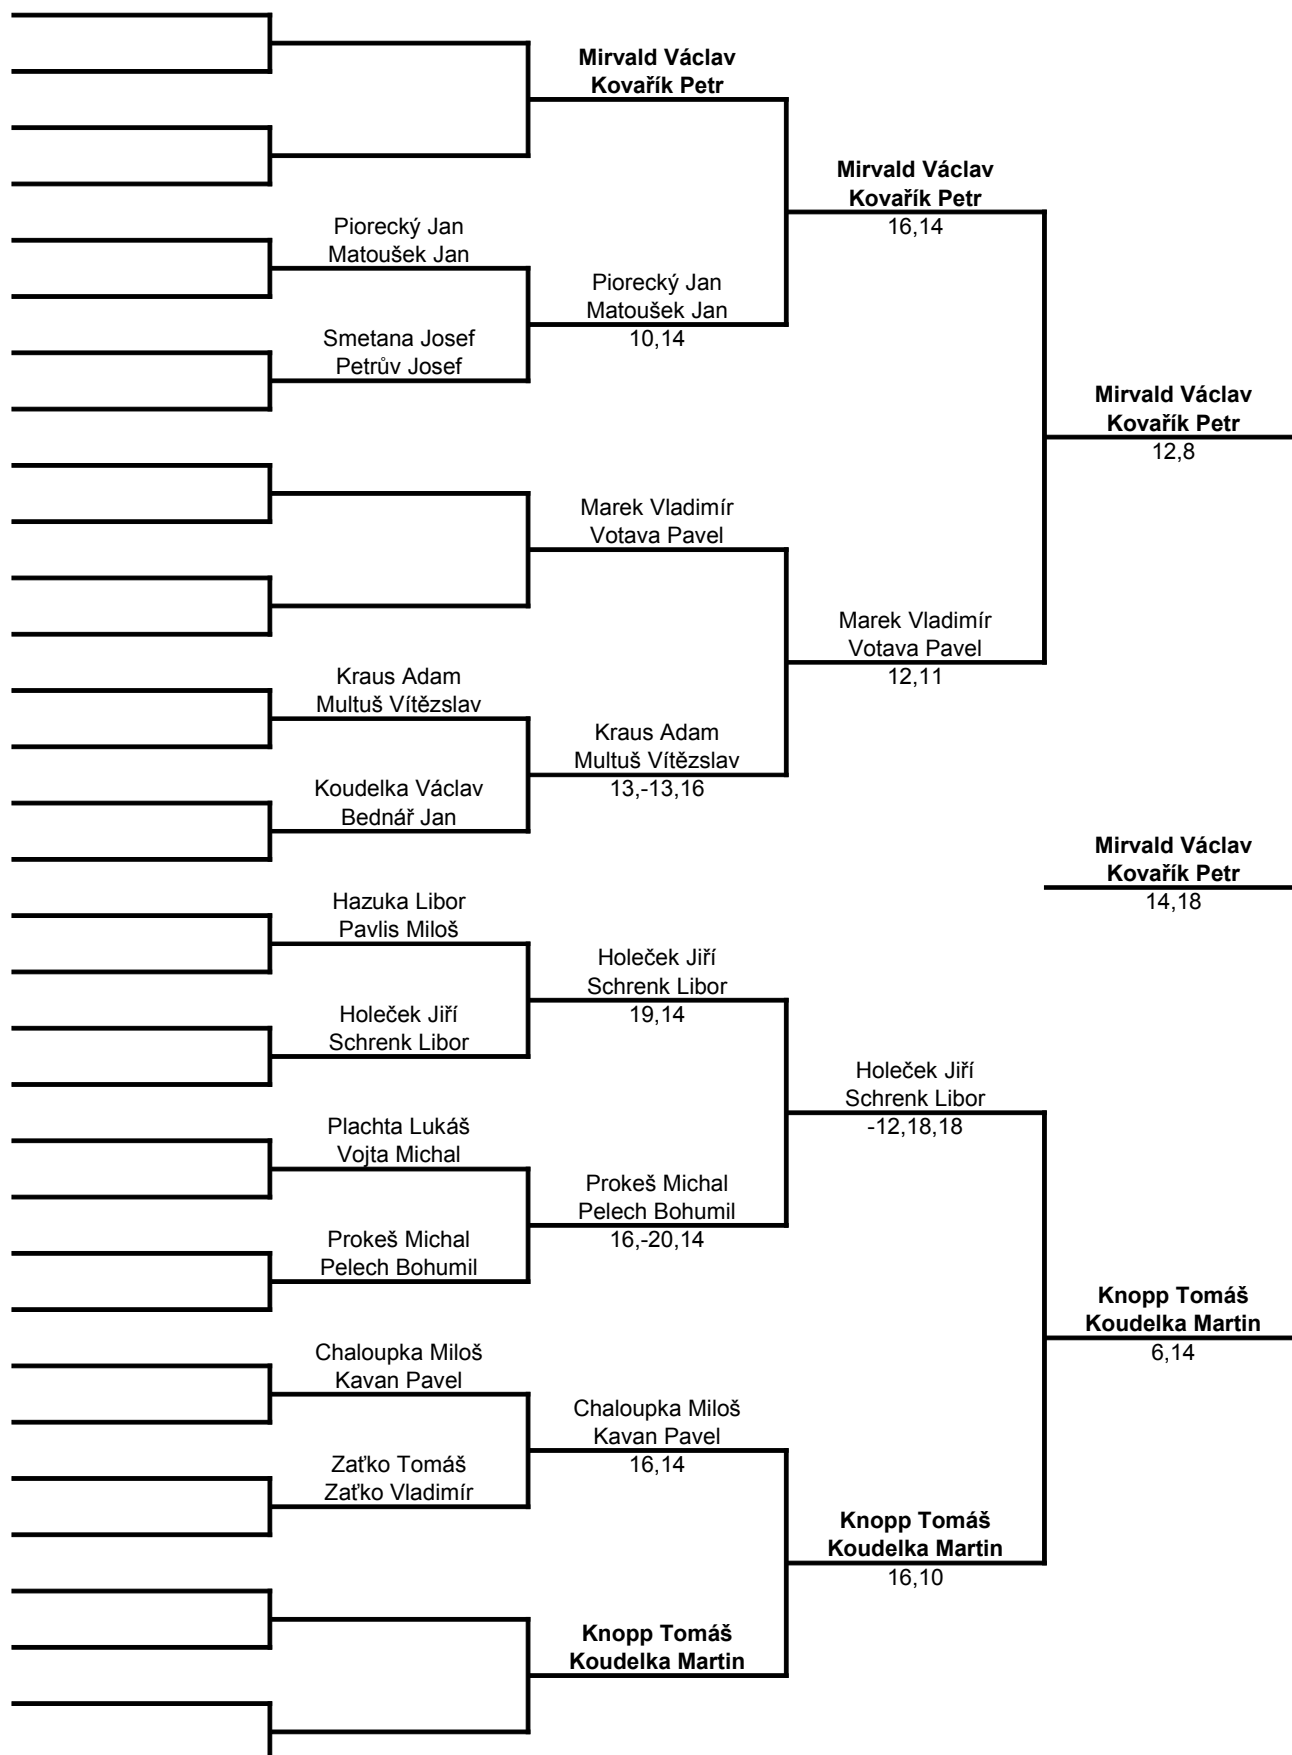 Mirvald Václav
Kovařík Petr
Mirvald Václav
Kovařík Petr
16,14
Piorecký Jan
Matoušek Jan
Piorecký Jan
Matoušek Jan
10,14
Smetana Josef
Petrův Josef
Mirvald Václav
Kovařík Petr
12,8
Marek Vladimír
Votava Pavel
Marek Vladimír
Votava Pavel
12,11
Kraus Adam
Multuš Vítězslav
Kraus Adam
Multuš Vítězslav
13,-13,16
Koudelka Václav
Bednář Jan
Mirvald Václav
Kovařík Petr
14,18
Hazuka Libor
Pavlis Miloš
Holeček Jiří
Schrenk Libor
19,14
Holeček Jiří
Schrenk Libor
Holeček Jiří
Schrenk Libor
-12,18,18
Plachta Lukáš
Vojta Michal
Prokeš Michal
Pelech Bohumil
16,-20,14
Prokeš Michal
Pelech Bohumil
Knopp Tomáš
Koudelka Martin
6,14
Chaloupka Miloš
Kavan Pavel
Chaloupka Miloš
Kavan Pavel
16,14
Zaťko Tomáš
Zaťko Vladimír
Knopp Tomáš
Koudelka Martin
16,10
Knopp Tomáš
Koudelka Martin